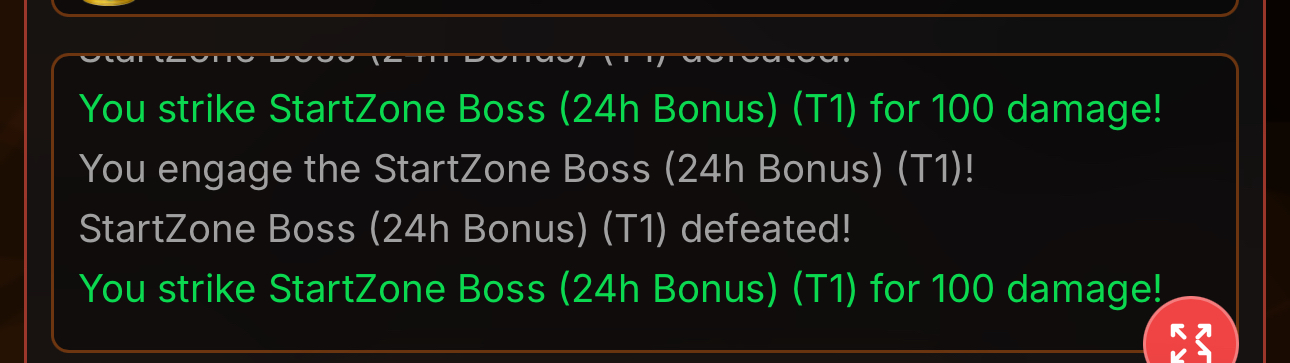 StartZone Boss (24h Bonus) (T1) defeated!
You strike StartZone Boss (24h Bonus) (T1) for 100 damage!
You engage the StartZone Boss (24h Bonus) (T1)!
StartZone Boss (24h Bonus) (T1) defeated!
You strike StartZone Boss (24h Bonus) (T1) for 100 damage!